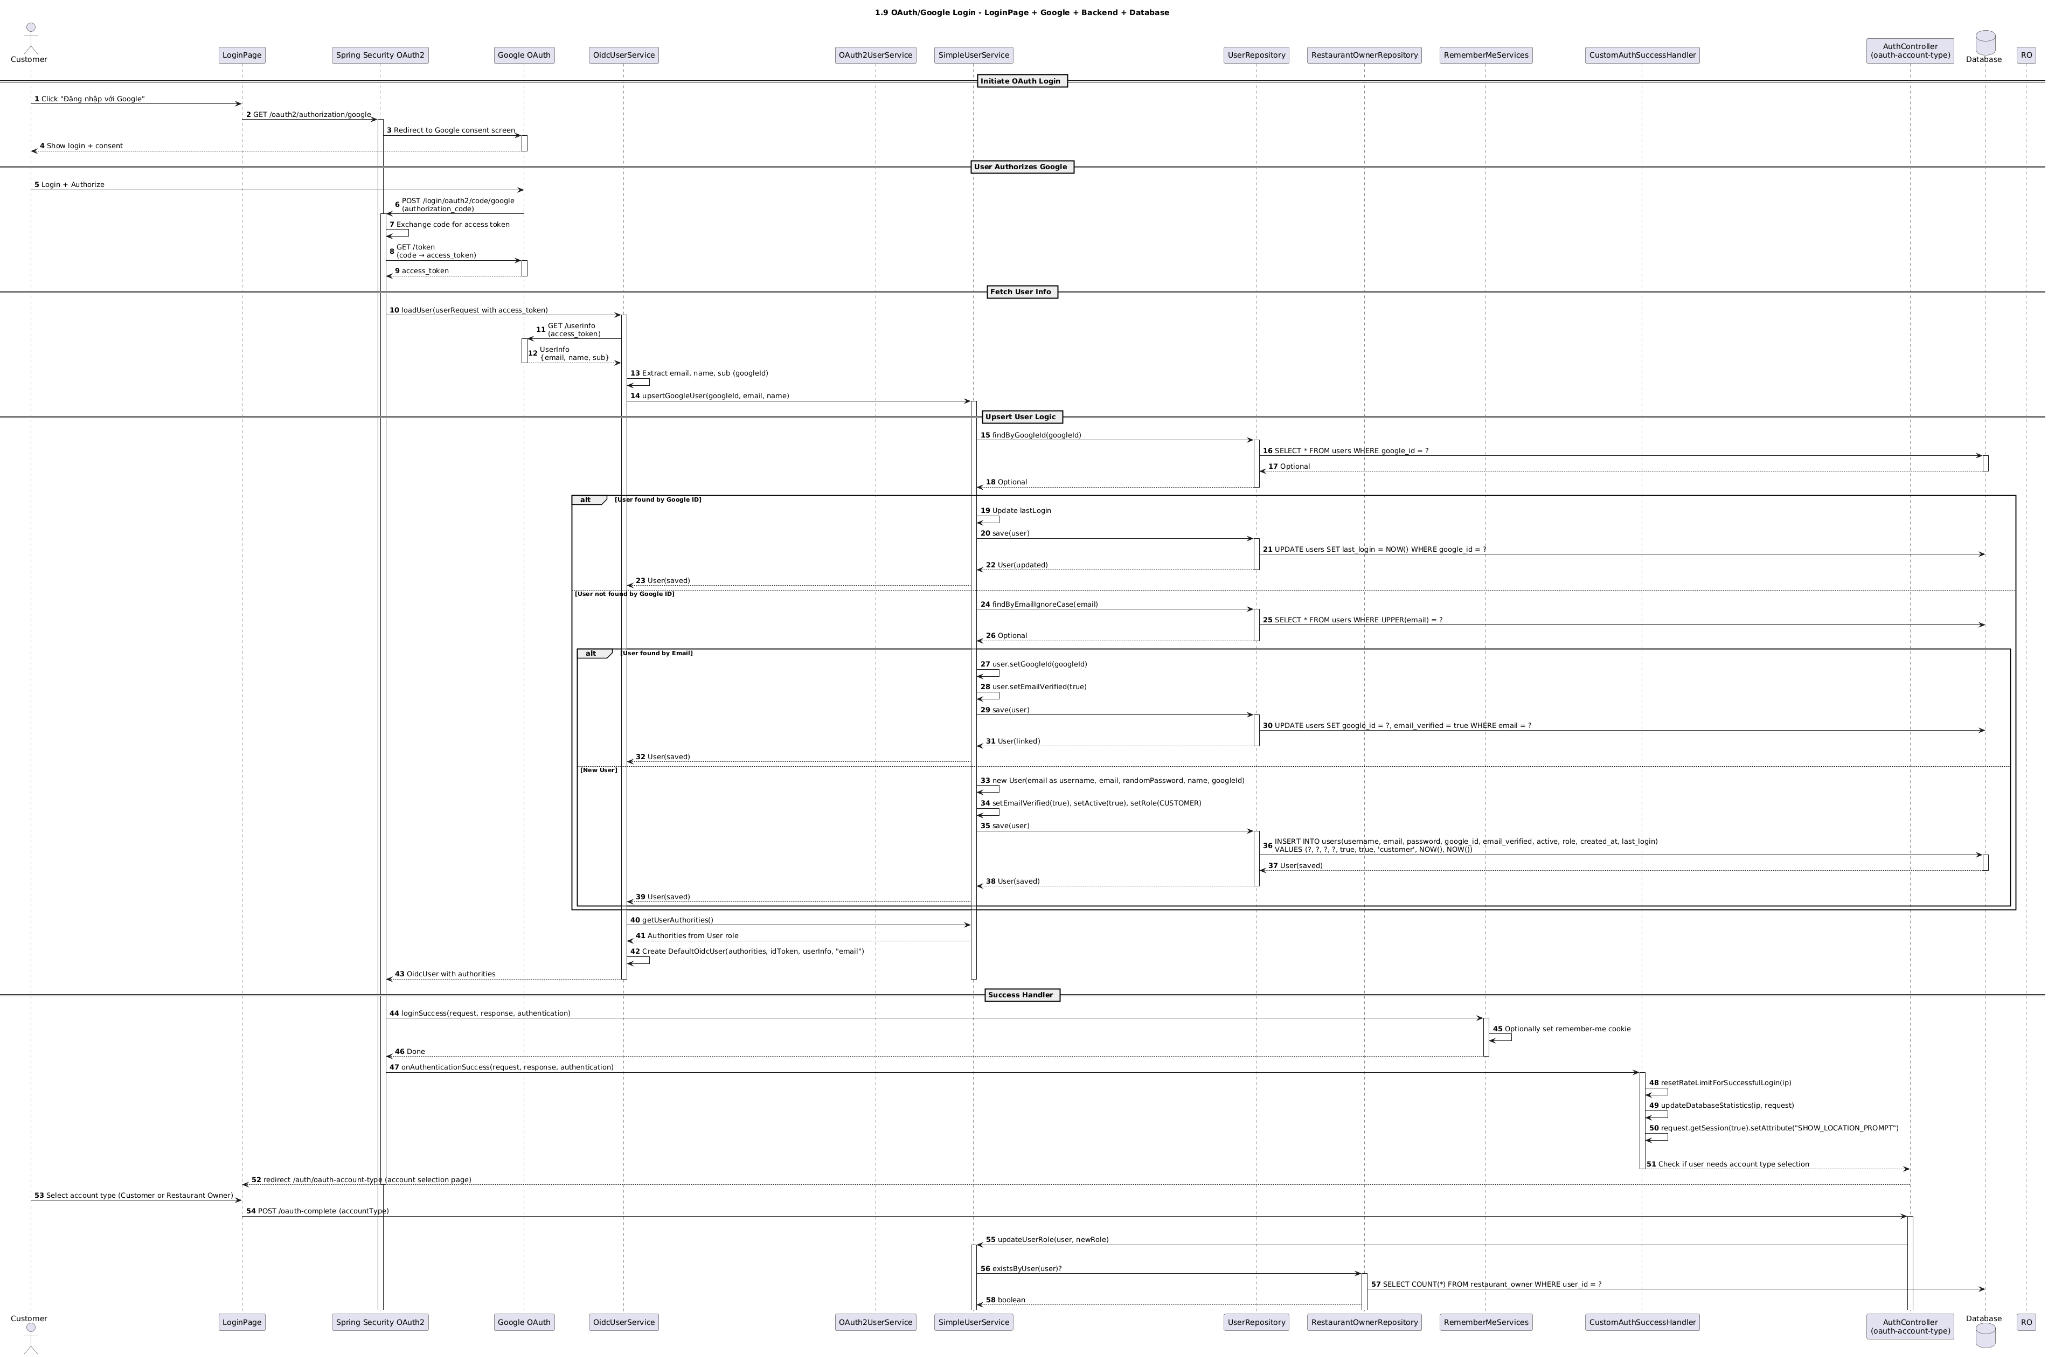 1.9 OAuth/Google Login - LoginPage + Google + Backend + Database
Customer
LoginPage
Spring Security OAuth2
Google OAuth
OidcUserService
OAuth2UserService
SimpleUserService
UserRepository
RestaurantOwnerRepository
RememberMeServices
CustomAuthSuccessHandler
AuthController
(oauth-account-type)
Database
RO
Initiate OAuth Login
1 Click "Đăng nhập với Google"
2 GET /oauth2/authorization/google
3 Redirect to Google consent screen
4 Show login + consent
User Authorizes Google
5 Login + Authorize
6 POST /login/oauth2/code/google
(authorization_code)
7 Exchange code for access token
8 GET /token
(code → access_token)
9 access_token
Fetch User Info
10 loadUser(userRequest with access_token)
11 GET /userinfo
(access_token)
12 UserInfo
{email, name, sub}
13 Extract email, name, sub (googleId)
14 upsertGoogleUser(googleId, email, name)
Upsert User Logic
15 findByGoogleId(googleId)
16 SELECT * FROM users WHERE google_id = ?
17 Optional
18 Optional
alt [User found by Google ID]
19 Update lastLogin
20 save(user)
21 UPDATE users SET last_login = NOW() WHERE google_id = ?
22 User(updated)
23 User(saved)
[User not found by Google ID]
24 findByEmailIgnoreCase(email)
25 SELECT * FROM users WHERE UPPER(email) = ?
26 Optional
alt [User found by Email]
27 user.setGoogleId(googleId)
28 user.setEmailVerified(true)
29 save(user)
30 UPDATE users SET google_id = ?, email_verified = true WHERE email = ?
31 User(linked)
32 User(saved)
[New User]
33 new User(email as username, email, randomPassword, name, googleId)
34 setEmailVerified(true), setActive(true), setRole(CUSTOMER)
35 save(user)
36 INSERT INTO users(username, email, password, google_id, email_verified, active, role, created_at, last_login)
VALUES (?, ?, ?, ?, true, true, 'customer', NOW(), NOW())
37 User(saved)
38 User(saved)
39 User(saved)
40 getUserAuthorities()
41 Authorities from User role
42 Create DefaultOidcUser(authorities, idToken, userInfo, "email")
43 OidcUser with authorities
Success Handler
44 loginSuccess(request, response, authentication)
45 Optionally set remember-me cookie
46 Done
47 onAuthenticationSuccess(request, response, authentication)
48 resetRateLimitForSuccessfulLogin(ip)
49 updateDatabaseStatistics(ip, request)
50 request.getSession(true).setAttribute("SHOW_LOCATION_PROMPT")
51 Check if user needs account type selection
52 redirect /auth/oauth-account-type (account selection page)
53 Select account type (Customer or Restaurant Owner)
54 POST /oauth-complete (accountType)
55 updateUserRole(user, newRole)
56 existsByUser(user)?
57 SELECT COUNT(*) FROM restaurant_owner WHERE user_id = ?
58 boolean
Customer
LoginPage
Spring Security OAuth2
Google OAuth
OidcUserService
OAuth2UserService
SimpleUserService
UserRepository
RestaurantOwnerRepository
RememberMeServices
CustomAuthSuccessHandler
AuthController
(oauth-account-type)
Database
RO